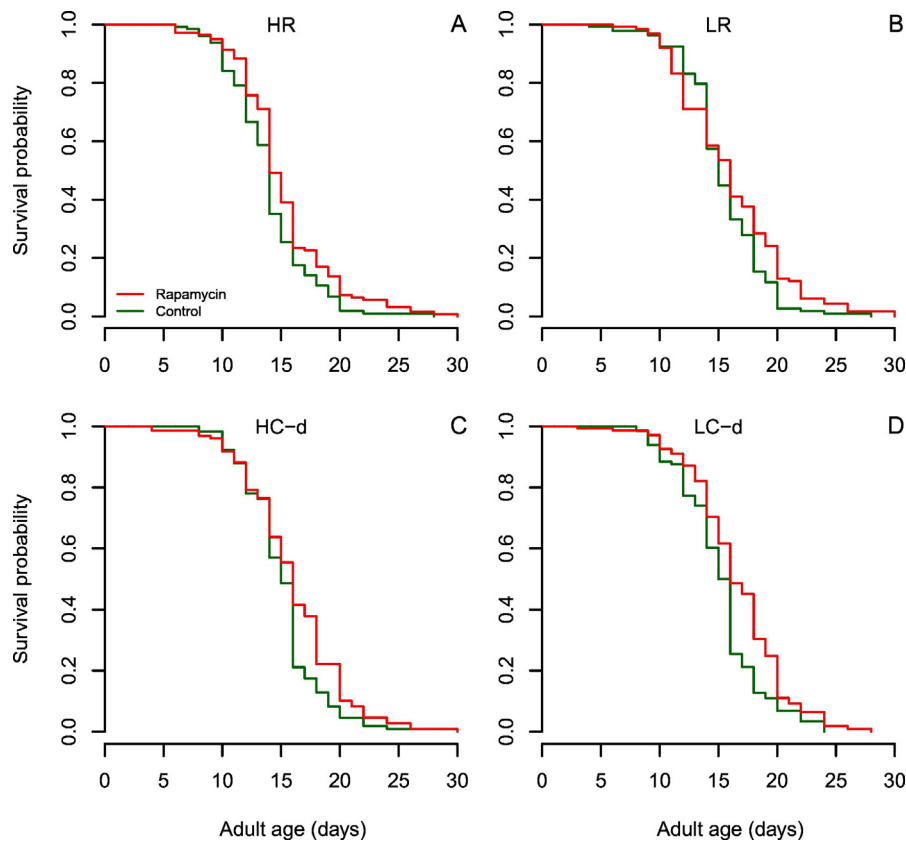 HR
A
Survival probability
0.0 0.2 0.4 0.6 0.8 1.0
Rapamycin
Control
0 5 10 15 20 25 30
LR
B
0.0 0.2 0.4 0.6 0.8 1.0
0 5 10 15 20 25 30
HC-d
C
Survival probability
0.0 0.2 0.4 0.6 0.8 1.0
0 5 10 15 20 25 30
Adult age (days)
LC-d
D
0.0 0.2 0.4 0.6 0.8 1.0
0 5 10 15 20 25 30
Adult age (days)